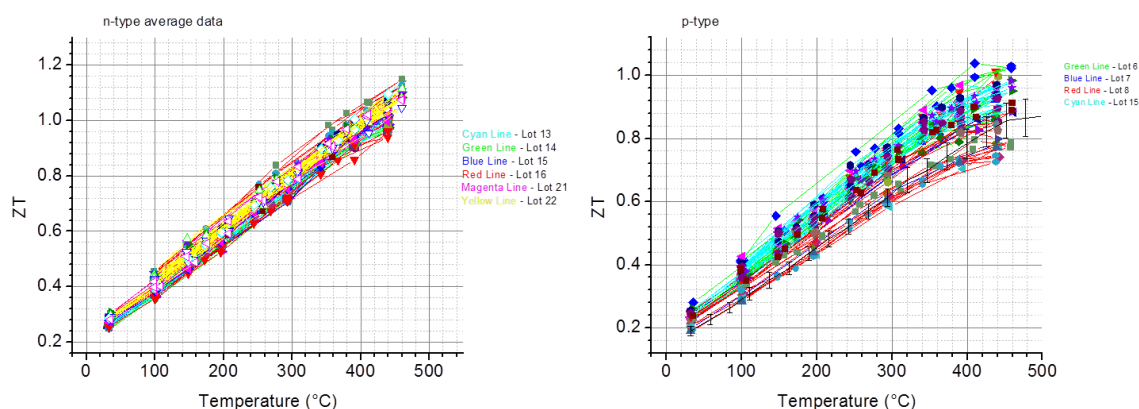 n-type average data
1.2
1.0
0.8
0.6
0.4
0.2
ZT
0 100 200 300 400 500
Temperature (°C)
Cyan Line - Lot 13
Green Line - Lot 14
Blue Line - Lot 15
Red Line - Lot 16
Magenta Line - Lot 21
Yellow Line - Lot 22
p-type
1.0
0.8
0.6
0.4
0.2
ZT
0 100 200 300 400 500
Temperature (°C)
Green Line - Lot 6
Blue Line - Lot 7
Red Line - Lot 8
Cyan Line - Lot 15